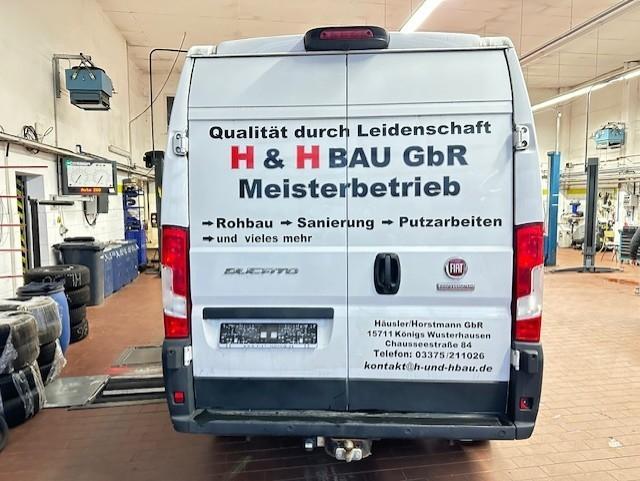 Qualität durch Leidenschaft
H & H BAU GbR
Meisterbetrieb
➞Rohbau ➞ Sanierung ➞ Putzarbeiten
➞und vieles mehr
DUCATO
FIAT
Häusler/Horstmann GbR
15711 Königs Wusterhausen
Chausseestraße 84
Telefon: 03375/211026
kontakt@h-und-hbau.de